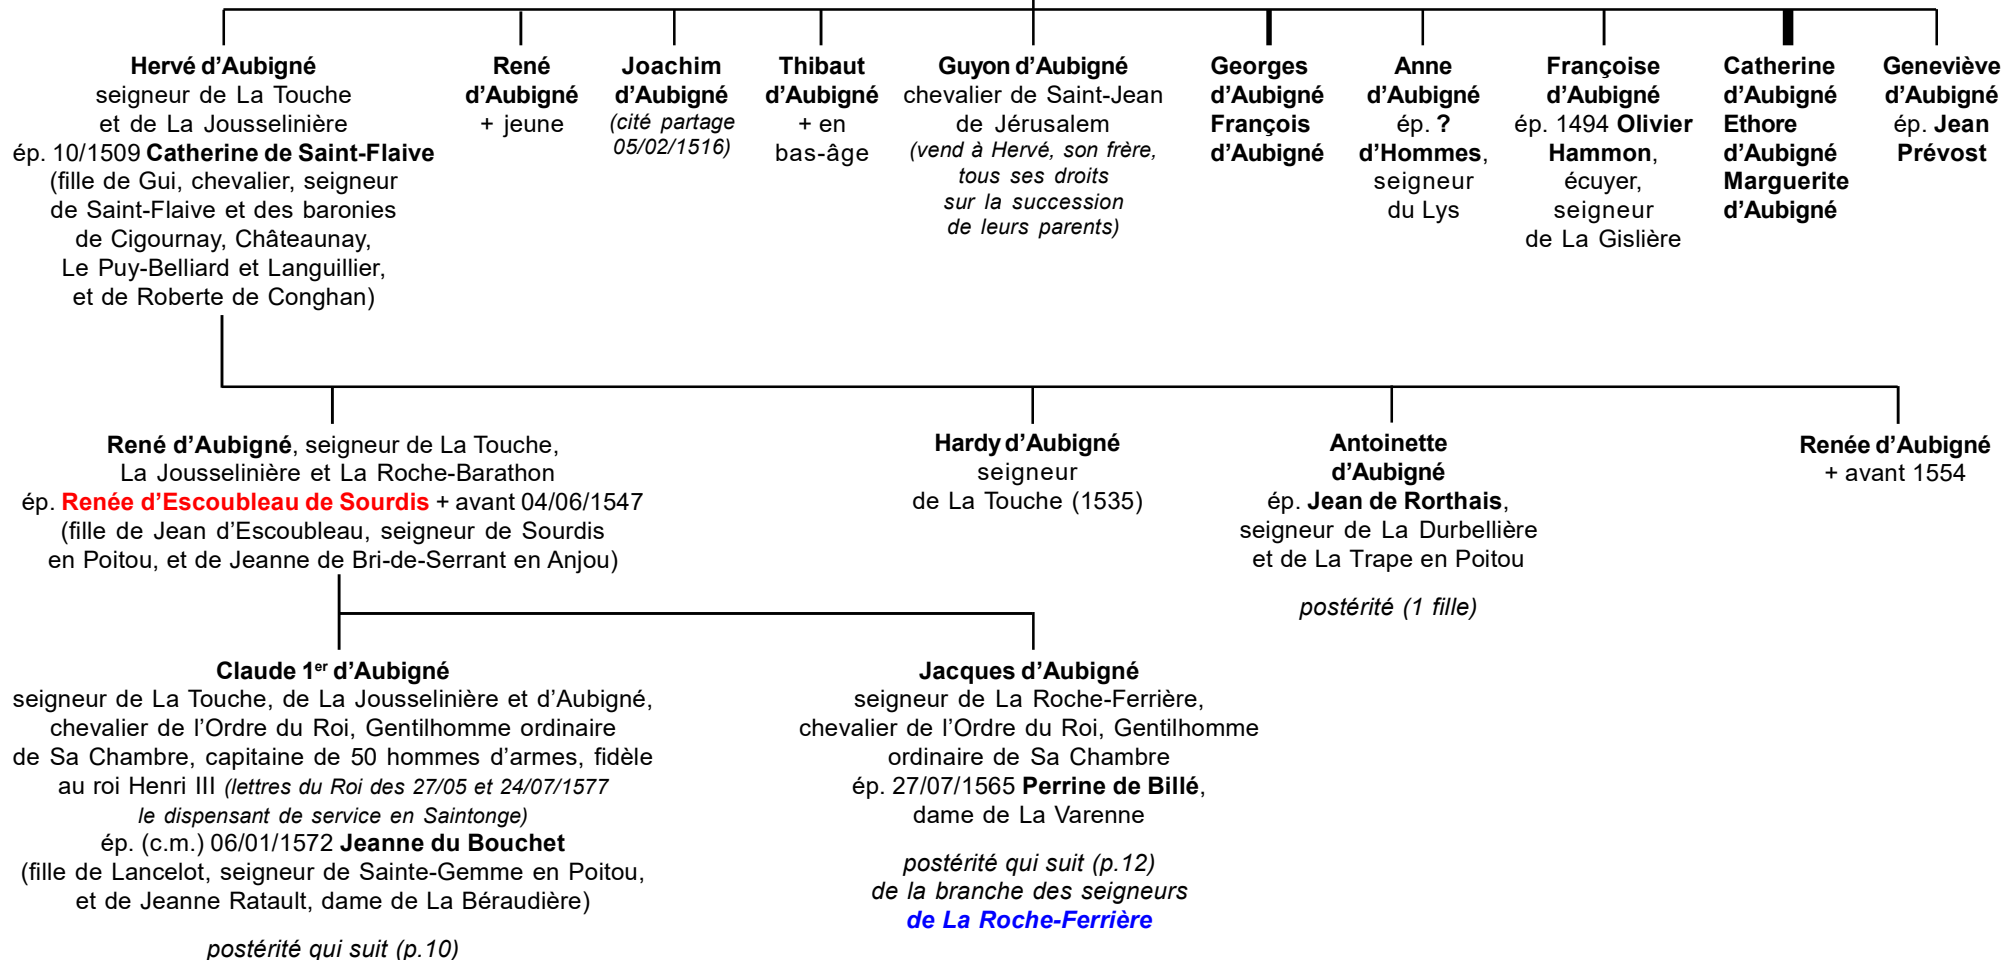 Hervé d’Aubigné
seigneur de La Touche
et de La Jousselinière
ép. 10/1509 Catherine de Saint-Flaive
(fille de Gui, chevalier, seigneur
de Saint-Flaive et des baronies
de Cigournay, Châteaunay,
Le Puy-Belliard et Languillier,
et de Roberte de Conghan)
René
d’Aubigné
+ jeune
Joachim
d’Aubigné
(cité partage
05/02/1516)
Thibaut
d’Aubigné
+ en
bas-âge
Guyon d’Aubigné
chevalier de Saint-Jean
de Jérusalem
(vend à Hervé, son frère,
tous ses droits
sur la succession
de leurs parents)
Georges
d’Aubigné
François
d’Aubigné
Anne
d’Aubigné
ép. ?
d’Hommes,
seigneur
du Lys
Françoise
d’Aubigné
ép. 1494 Olivier
Hammon,
écuyer,
seigneur
de La Gislière
Catherine
d’Aubigné
Ethore
d’Aubigné
Marguerite
d’Aubigné
Geneviève
d’Aubigné
ép. Jean
Prévost
René d’Aubigné, seigneur de La Touche,
La Jousselinière et La Roche-Barathon
ép. Renée d’Escoubleau de Sourdis + avant 04/06/1547
(fille de Jean d’Escoubleau, seigneur de Sourdis
en Poitou, et de Jeanne de Bri-de-Serrant en Anjou)
Hardy d’Aubigné
seigneur
de La Touche (1535)
Antoinette
d’Aubigné
ép. Jean de Rorthais,
seigneur de La Durbellière
et de La Trape en Poitou
postérité (1 fille)
Renée d’Aubigné
+ avant 1554
Claude 1er d’Aubigné
seigneur de La Touche, de La Jousselinière et d’Aubigné,
chevalier de l’Ordre du Roi, Gentilhomme ordinaire
de Sa Chambre, capitaine de 50 hommes d’armes, fidèle
au roi Henri III (lettres du Roi des 27/05 et 24/07/1577
le dispensant de service en Saintonge)
ép. (c.m.) 06/01/1572 Jeanne du Bouchet
(fille de Lancelot, seigneur de Sainte-Gemme en Poitou,
et de Jeanne Ratault, dame de La Béraudière)
postérité qui suit (p.10)
Jacques d’Aubigné
seigneur de La Roche-Ferrière,
chevalier de l’Ordre du Roi, Gentilhomme
ordinaire de Sa Chambre
ép. 27/07/1565 Perrine de Billé,
dame de La Varenne
postérité qui suit (p.12)
de la branche des seigneurs
de La Roche-Ferrière